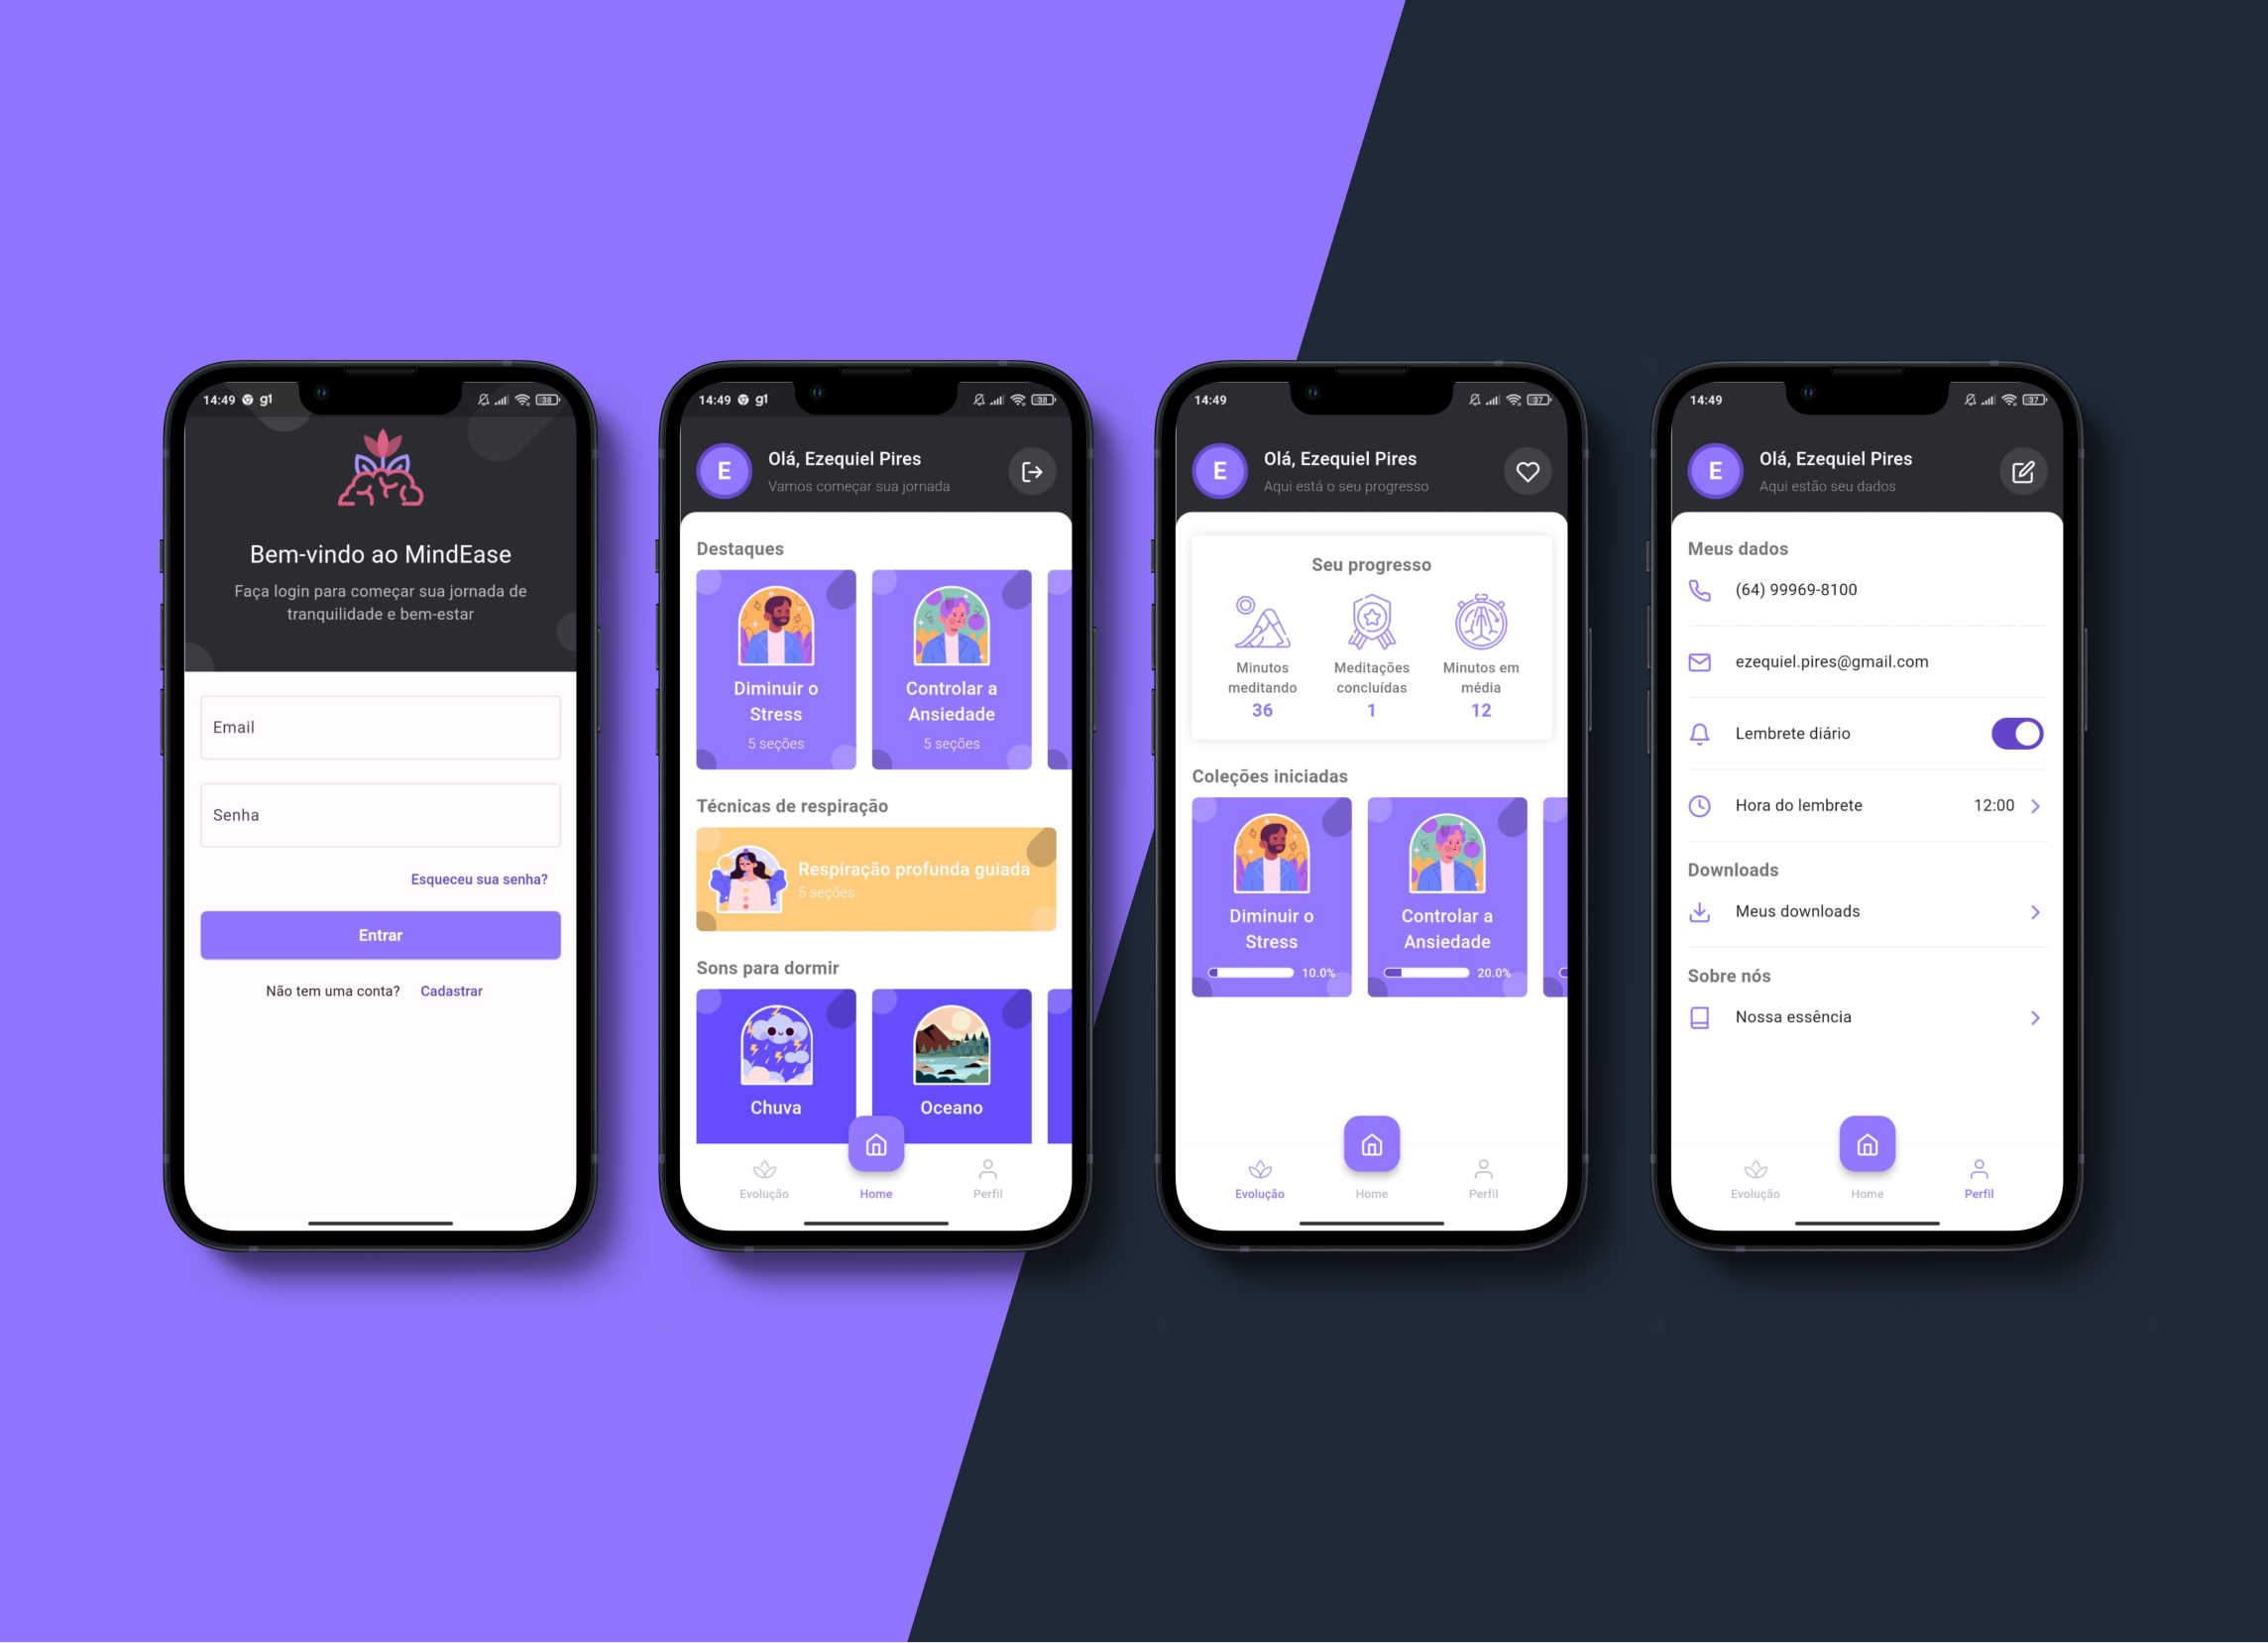 14:49 g1 38
Bem-vindo ao MindEase
Faça login para começar sua jornada de
tranquilidade e bem-estar
Email
Senha
Esqueceu sua senha?
Entrar
Não tem uma conta? Cadastrar
14:49 g1 38
E
Olá, Ezequiel Pires
Vamos começar sua jornada
Destaques
Diminuir o
Stress
5 seções
Controlar a
Ansiedade
5 seções
Técnicas de respiração
Respiração profunda guiada
5 seções
Sons para dormir
Chuva
Oceano
Evolução
Home
Perfil
14:49 37
E
Olá, Ezequiel Pires
Aqui está o seu progresso
Seu progresso
Minutos
meditando
36
Meditações
concluídas
1
Minutos em
média
12
Coleções iniciadas
Diminuir o
Stress
10.0%
Controlar a
Ansiedade
20.0%
Evolução
Home
Perfil
14:49 37
E
Olá, Ezequiel Pires
Aqui estão seu dados
Meus dados
(64) 99969-8100
ezequiel.pires@gmail.com
Lembrete diário
Hora do lembrete 12:00
Downloads
Meus downloads
Sobre nós
Nossa essência
Evolução
Home
Perfil